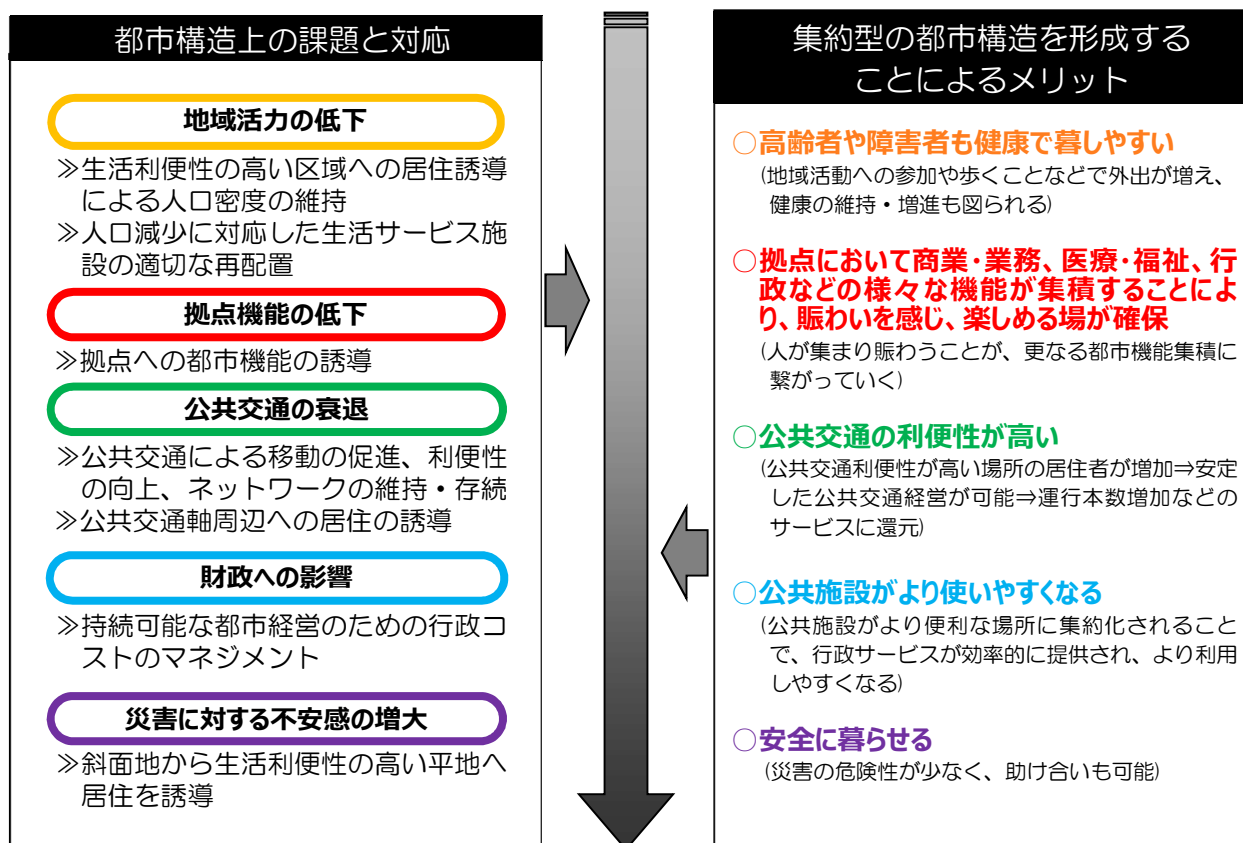 都市構造上の課題と対応
地域活力の低下
≫生活利便性の高い区域への居住誘導
による人口密度の維持
≫人口減少に対応した生活サービス施
設の適切な再配置
拠点機能の低下
≫拠点への都市機能の誘導
公共交通の衰退
≫公共交通による移動の促進、利便性
の向上、ネットワークの維持・存続
≫公共交通軸周辺への居住の誘導
財政への影響
≫持続可能な都市経営のための行政コ
ストのマネジメント
災害に対する不安感の増大
≫斜面地から生活利便性の高い平地へ
居住を誘導
集約型の都市構造を形成する
ことによるメリット
○高齢者や障害者も健康で暮しやすい
(地域活動への参加や歩くことなどで外出が増え、
健康の維持・増進も図られる)
○拠点において商業・業務、医療・福祉、行
政などの様々な機能が集積することによ
り、賑わいを感じ、楽しめる場が確保
(人が集まり賑わうことが、更なる都市機能集積に
繋がっていく)
○公共交通の利便性が高い
(公共交通利便性が高い場所の居住者が増加⇒安定
した公共交通経営が可能⇒運行本数増加などの
サービスに還元)
○公共施設がより使いやすくなる
(公共施設がより便利な場所に集約化されること
で、行政サービスが効率的に提供され、より利用
しやすくなる)
○安全に暮らせる
(災害の危険性が少なく、助け合いも可能)